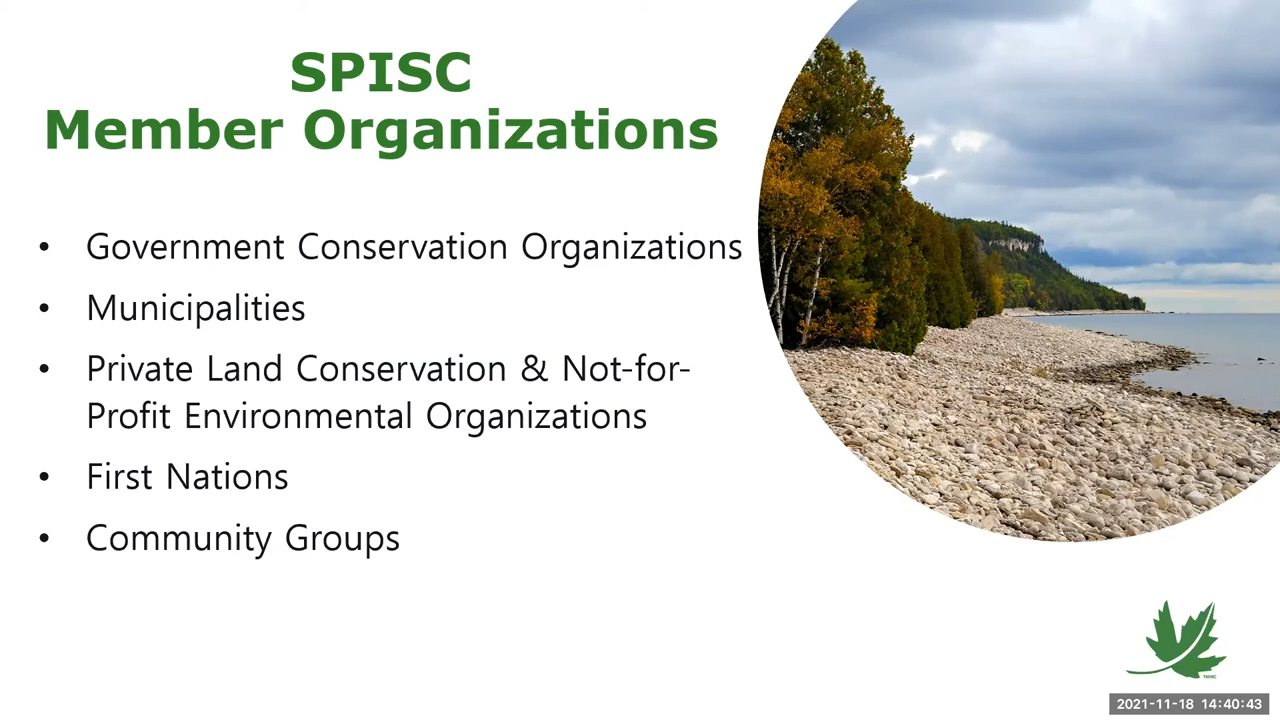 SPISC
Member Organizations
• Government Conservation Organizations
• Municipalities
• Private Land Conservation & Not-for-
Profit Environmental Organizations
• First Nations
• Community Groups
2021-11-18 14:40:43